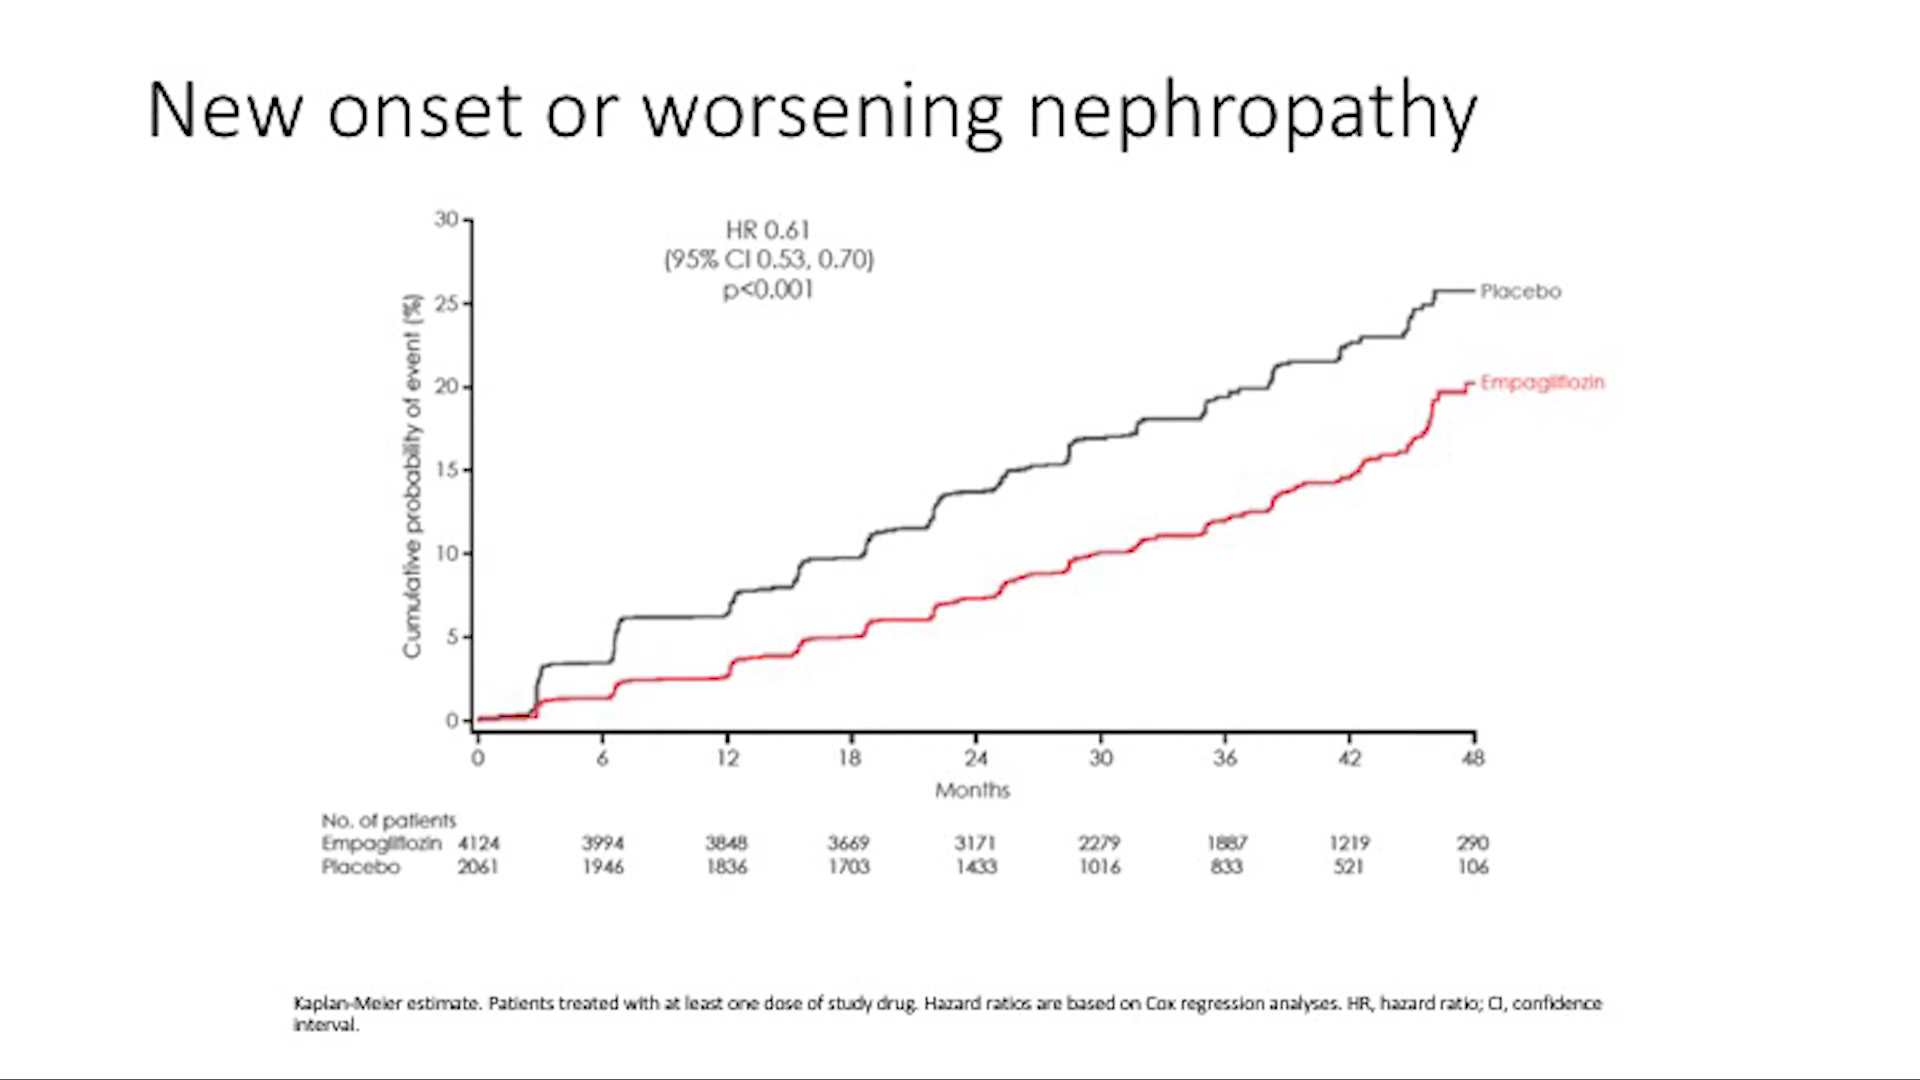 New onset or worsening nephropathy
HR 0.61
(95% CI 0.53, 0.70)
p<0.001
Cumulative probability of event (%)
30
25
20
15
10
5
0
Placebo
Empagliflozin
0 6 12 18 24 30 36 42 48
Months
No. of patients
Empagliflozin 4124 3994 3848 3669 3171 2279 1887 1219 290
Placebo 2061 1946 1836 1703 1433 1016 833 521 106
Kaplan-Meier estimate. Patients treated with at least one dose of study drug. Hazard ratios are based on Cox regression analyses. HR, hazard ratio; CI, confidence
interval.